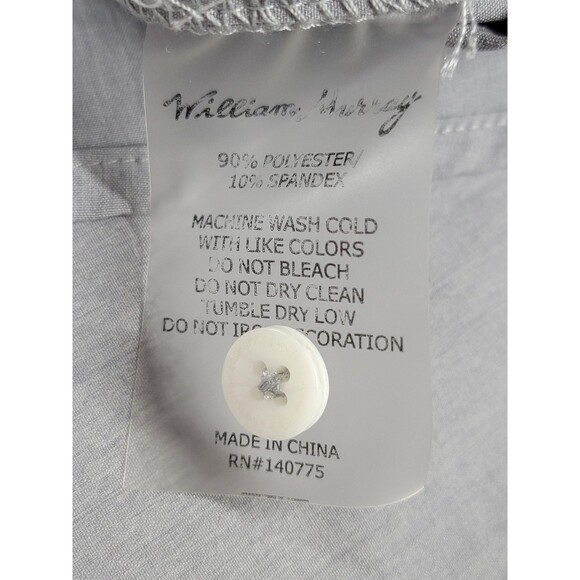 William Murray
90% POLYESTER/
10% SPANDEX
MACHINE WASH COLD
WITH LIKE COLORS
DO NOT BLEACH
DO NOT DRY CLEAN
TUMBLE DRY LOW
DO NOT
MADE IN CHINA
RN#140775